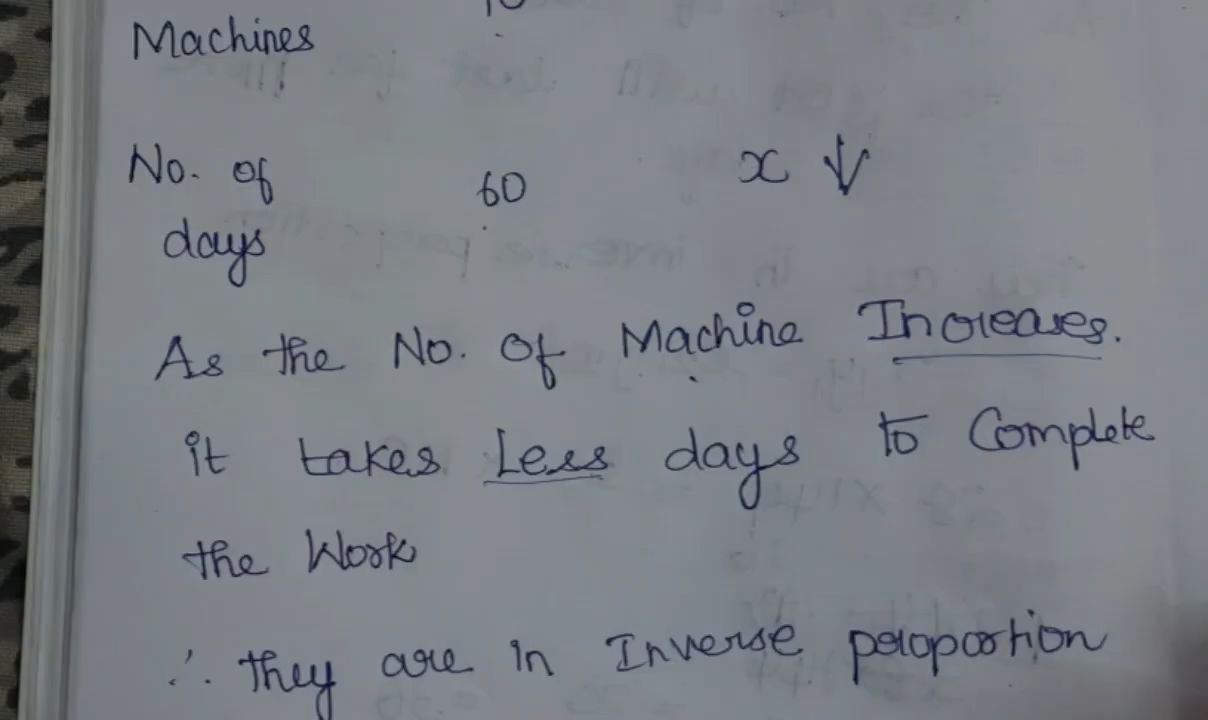 Machines
No. of 60 x ↓
days
As the No. of Machine Increases.
it takes Less days to Complete
the Work
∴ they are in Inverse proportion